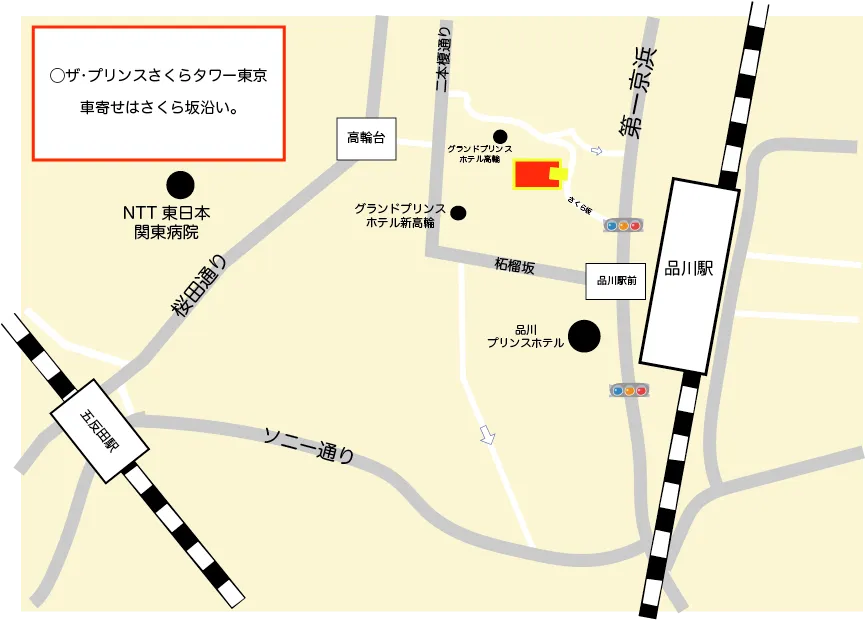 〇ザ・プリンスさくらタワー東京
車寄せはさくら坂沿い。
二本榎通り
第一京浜
高輪台
グランドプリンス
ホテル高輪
NTT 東日本
関東病院
グランドプリンス
ホテル新高輪
さくら坂
桜田通り
柘榴坂
品川駅前
品川駅
品川
プリンスホテル
五反田駅
ソニー通り